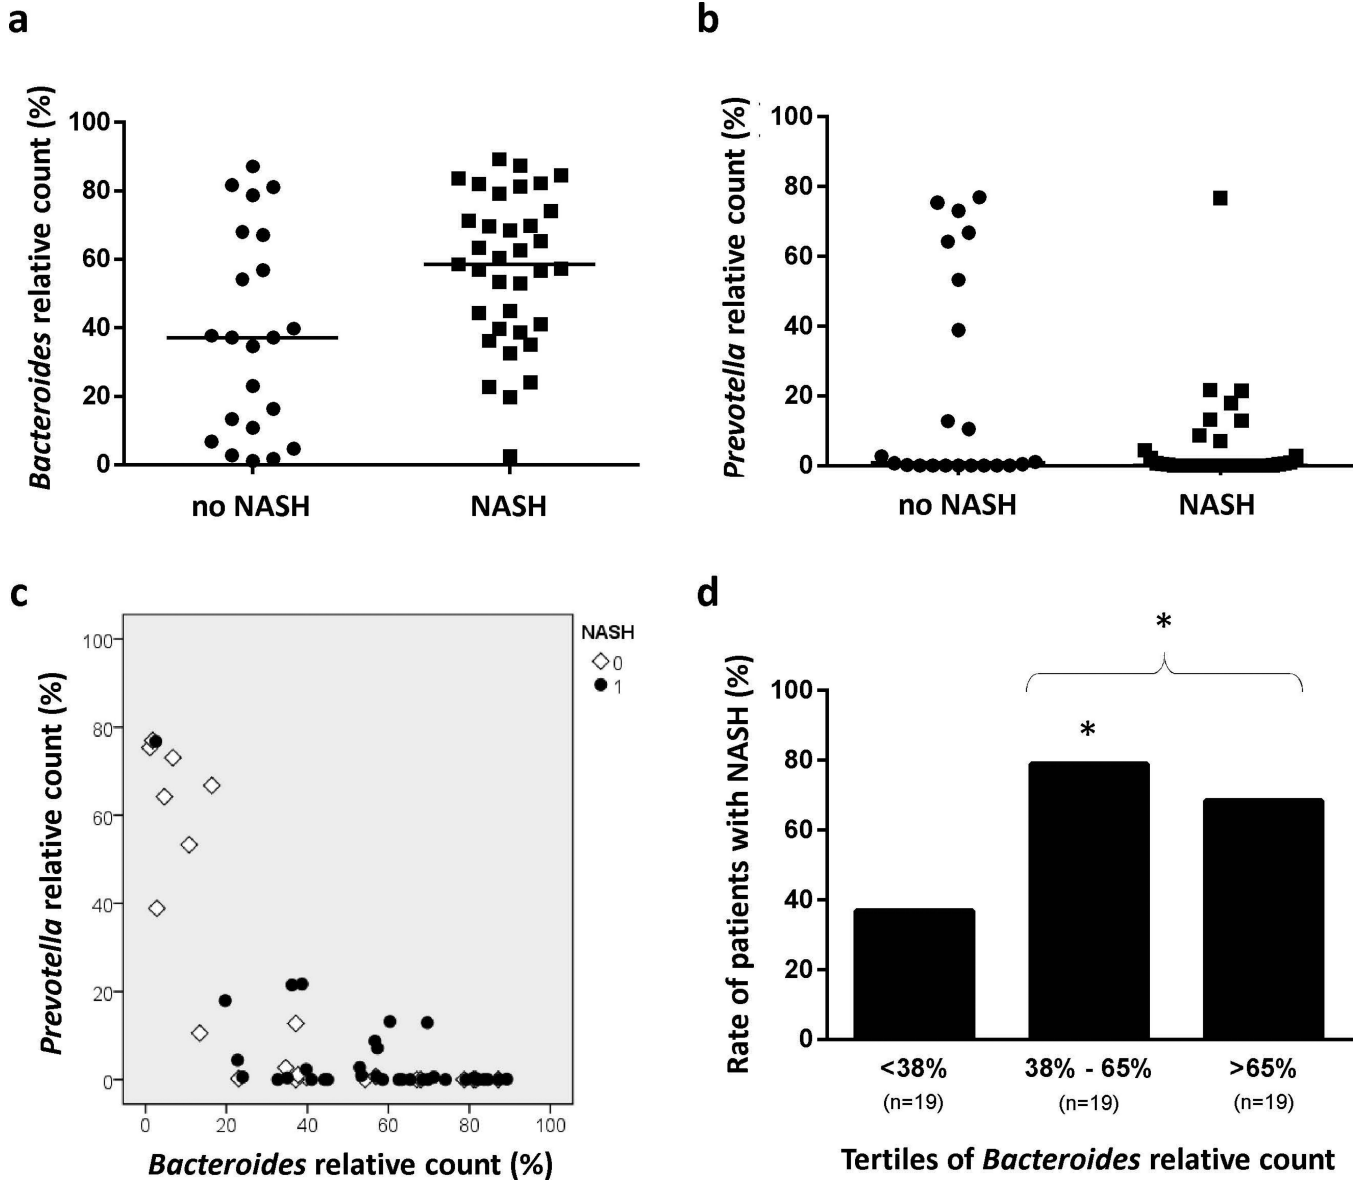 a
Bacteroides relative count (%)
100
80
60
40
20
0
no NASH
NASH
b
Prevotella relative count (%)
100
80
60
40
20
0
no NASH
NASH
c
Prevotella relative count (%)
100
80
60
40
20
0
0
20
40
60
80
100
Bacteroides relative count (%)
NASH
0
1
d
Rate of patients with NASH (%)
100
80
60
40
20
0
*
*
<38%
38% - 65%
>65%
(n=19)
(n=19)
(n=19)
Tertiles of Bacteroides relative count